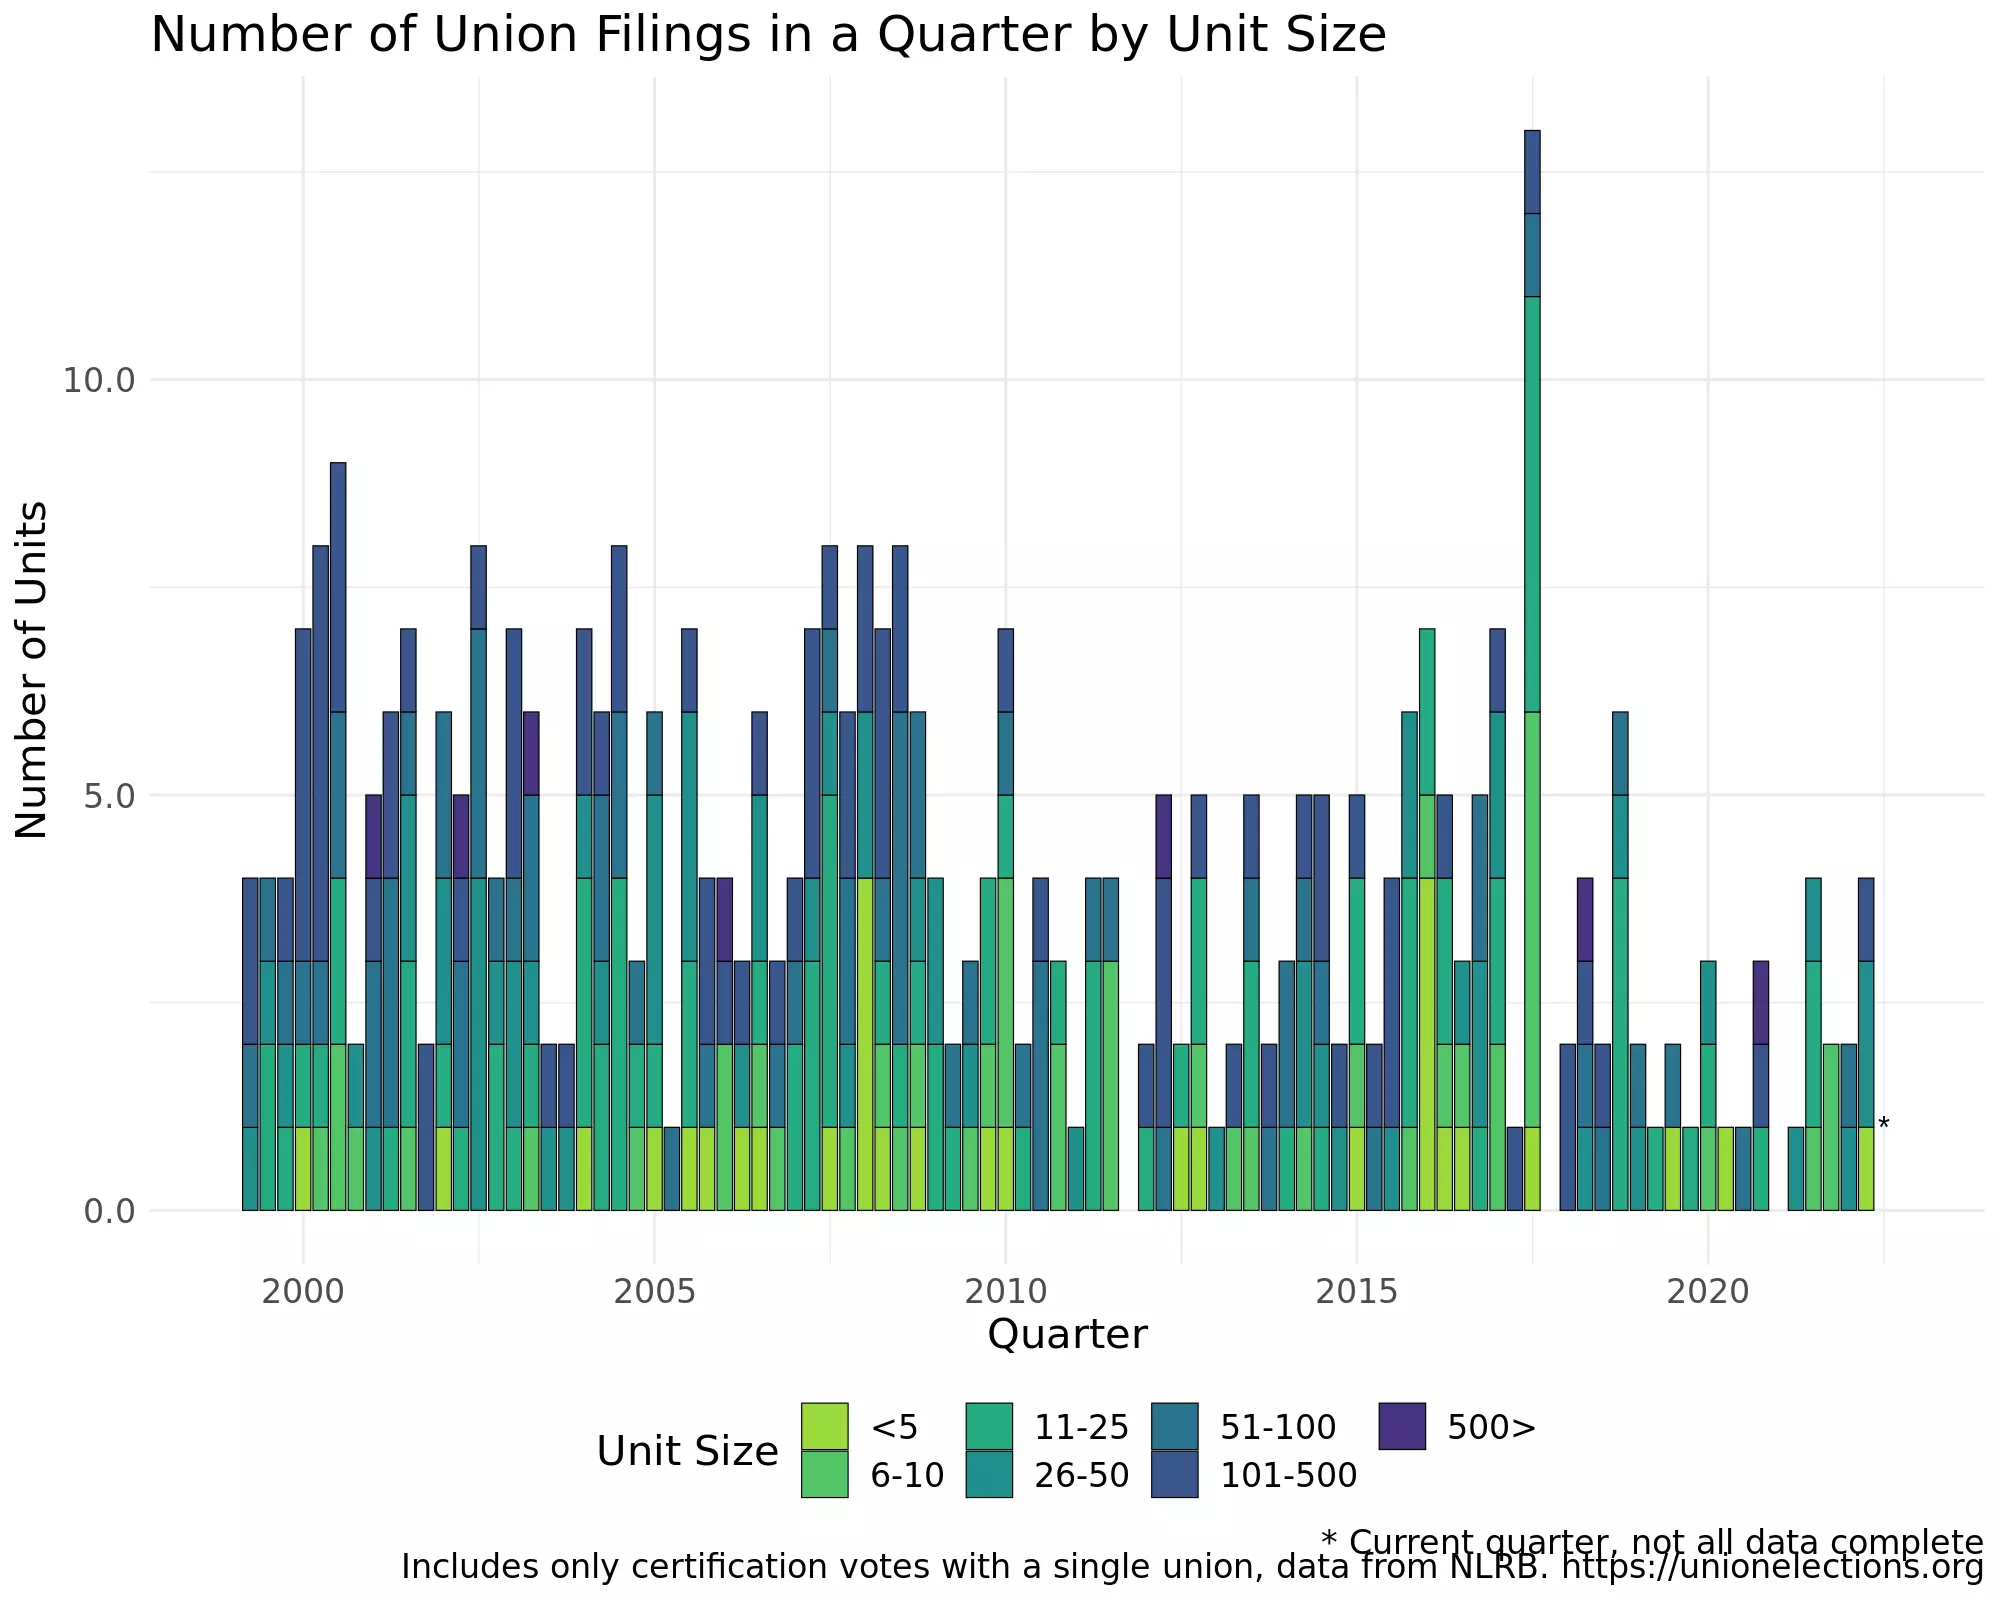 Number of Union Filings in a Quarter by Unit Size
Number of Units
10.0
5.0
0.0
*
2000 2005 2010 2015 2020
Quarter
Unit Size
<5 11-25 51-100 500>
6-10 26-50 101-500
* Current quarter, not all data complete
Includes only certification votes with a single union, data from NLRB. https://unionelections.org